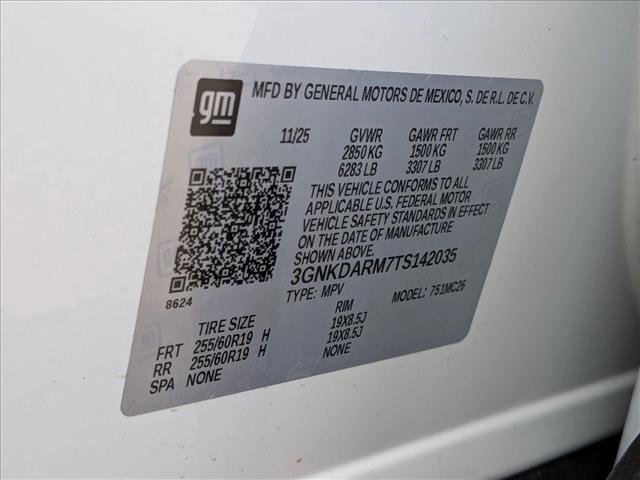 gm
MFD BY GENERAL MOTORS DE MEXICO, S. DE R.L. DE C.V.
11/25 GVWR GAWR FRT GAWR RR
2850 KG 1500 KG 1500 KG
6283 LB 3307 LB 3307 LB
THIS VEHICLE CONFORMS TO ALL
APPLICABLE U.S. FEDERAL MOTOR
VEHICLE SAFETY STANDARDS IN EFFECT
ON THE DATE OF MANUFACTURE
SHOWN ABOVE.
3GNKDARM7TS142035
8624
TYPE: MPV MODEL: 751MC26
TIRE SIZE RIM
FRT 255/60R19 H 19X8.5J
RR 255/60R19 H 19X8.5J
SPA NONE NONE